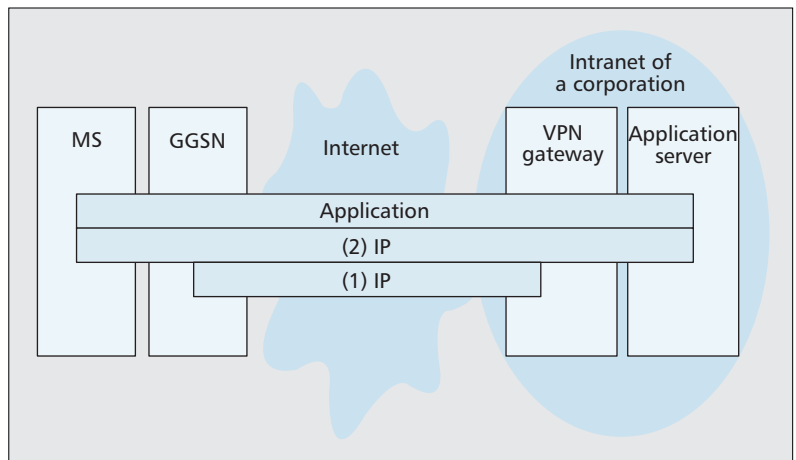 Intranet of
a corporation
MS
GGSN
Internet
VPN
gateway
Application
server
Application
(2) IP
(1) IP